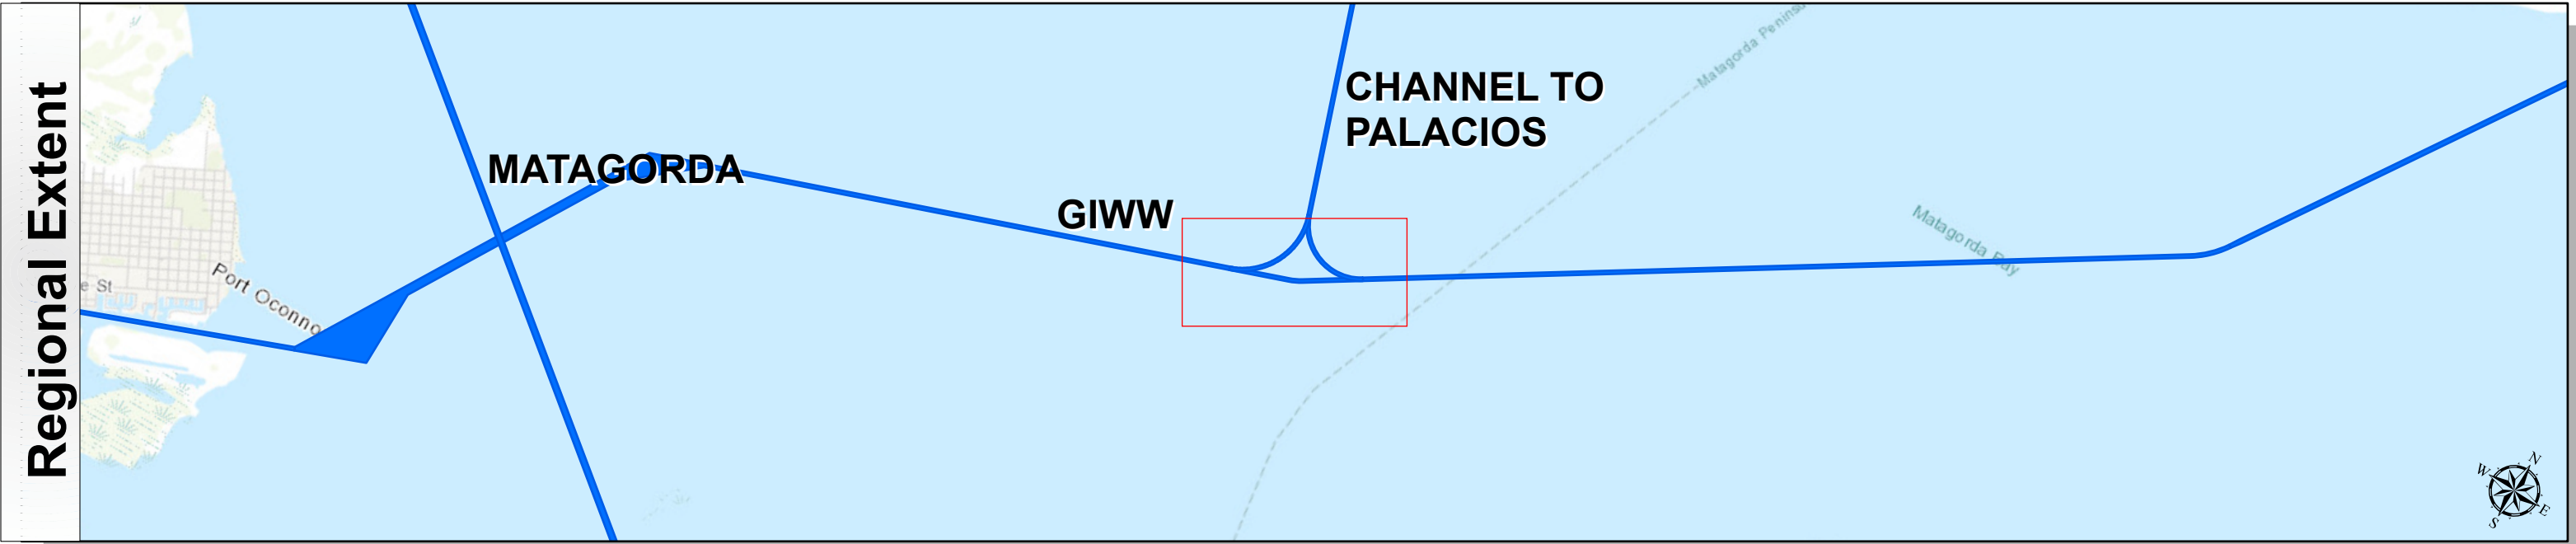 Regional Extent
Matagorda Peninsu
CHANNEL TO
PALACIOS
MATAGORDA
GIWW
Matagorda Bay
Port Oconno
e St
N
W
E
S